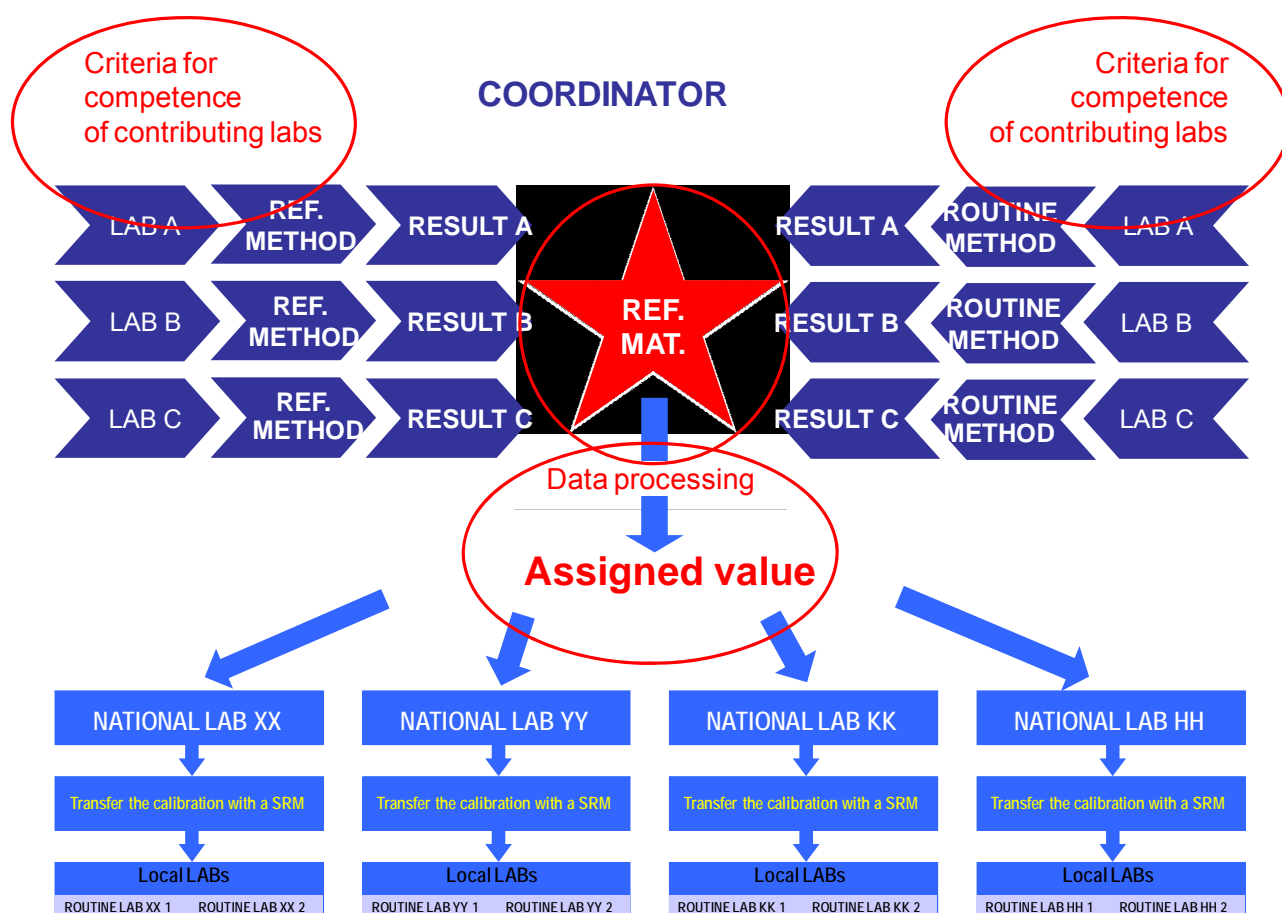 Criteria for
competence
of contributing labs
COORDINATOR
Criteria for
competence
of contributing labs
LAB A
REF.
METHOD
RESULT A
RESULT A
ROUTINE
METHOD
LAB A
LAB B
REF.
METHOD
RESULT B
REF.
MAT.
RESULT B
ROUTINE
METHOD
LAB B
LAB C
REF.
METHOD
RESULT C
RESULT C
ROUTINE
METHOD
LAB C
Data processing
Assigned value
NATIONAL LAB XX
NATIONAL LAB YY
NATIONAL LAB KK
NATIONAL LAB HH
Transfer the calibration with a SRM
Transfer the calibration with a SRM
Transfer the calibration with a SRM
Transfer the calibration with a SRM
Local LABs
Local LABs
Local LABs
Local LABs
ROUTINE LAB XX 1 ROUTINE LAB XX 2
ROUTINE LAB YY 1 ROUTINE LAB YY 2
ROUTINE LAB KK 1 ROUTINE LAB KK 2
ROUTINE LAB HH 1 ROUTINE LAB HH 2